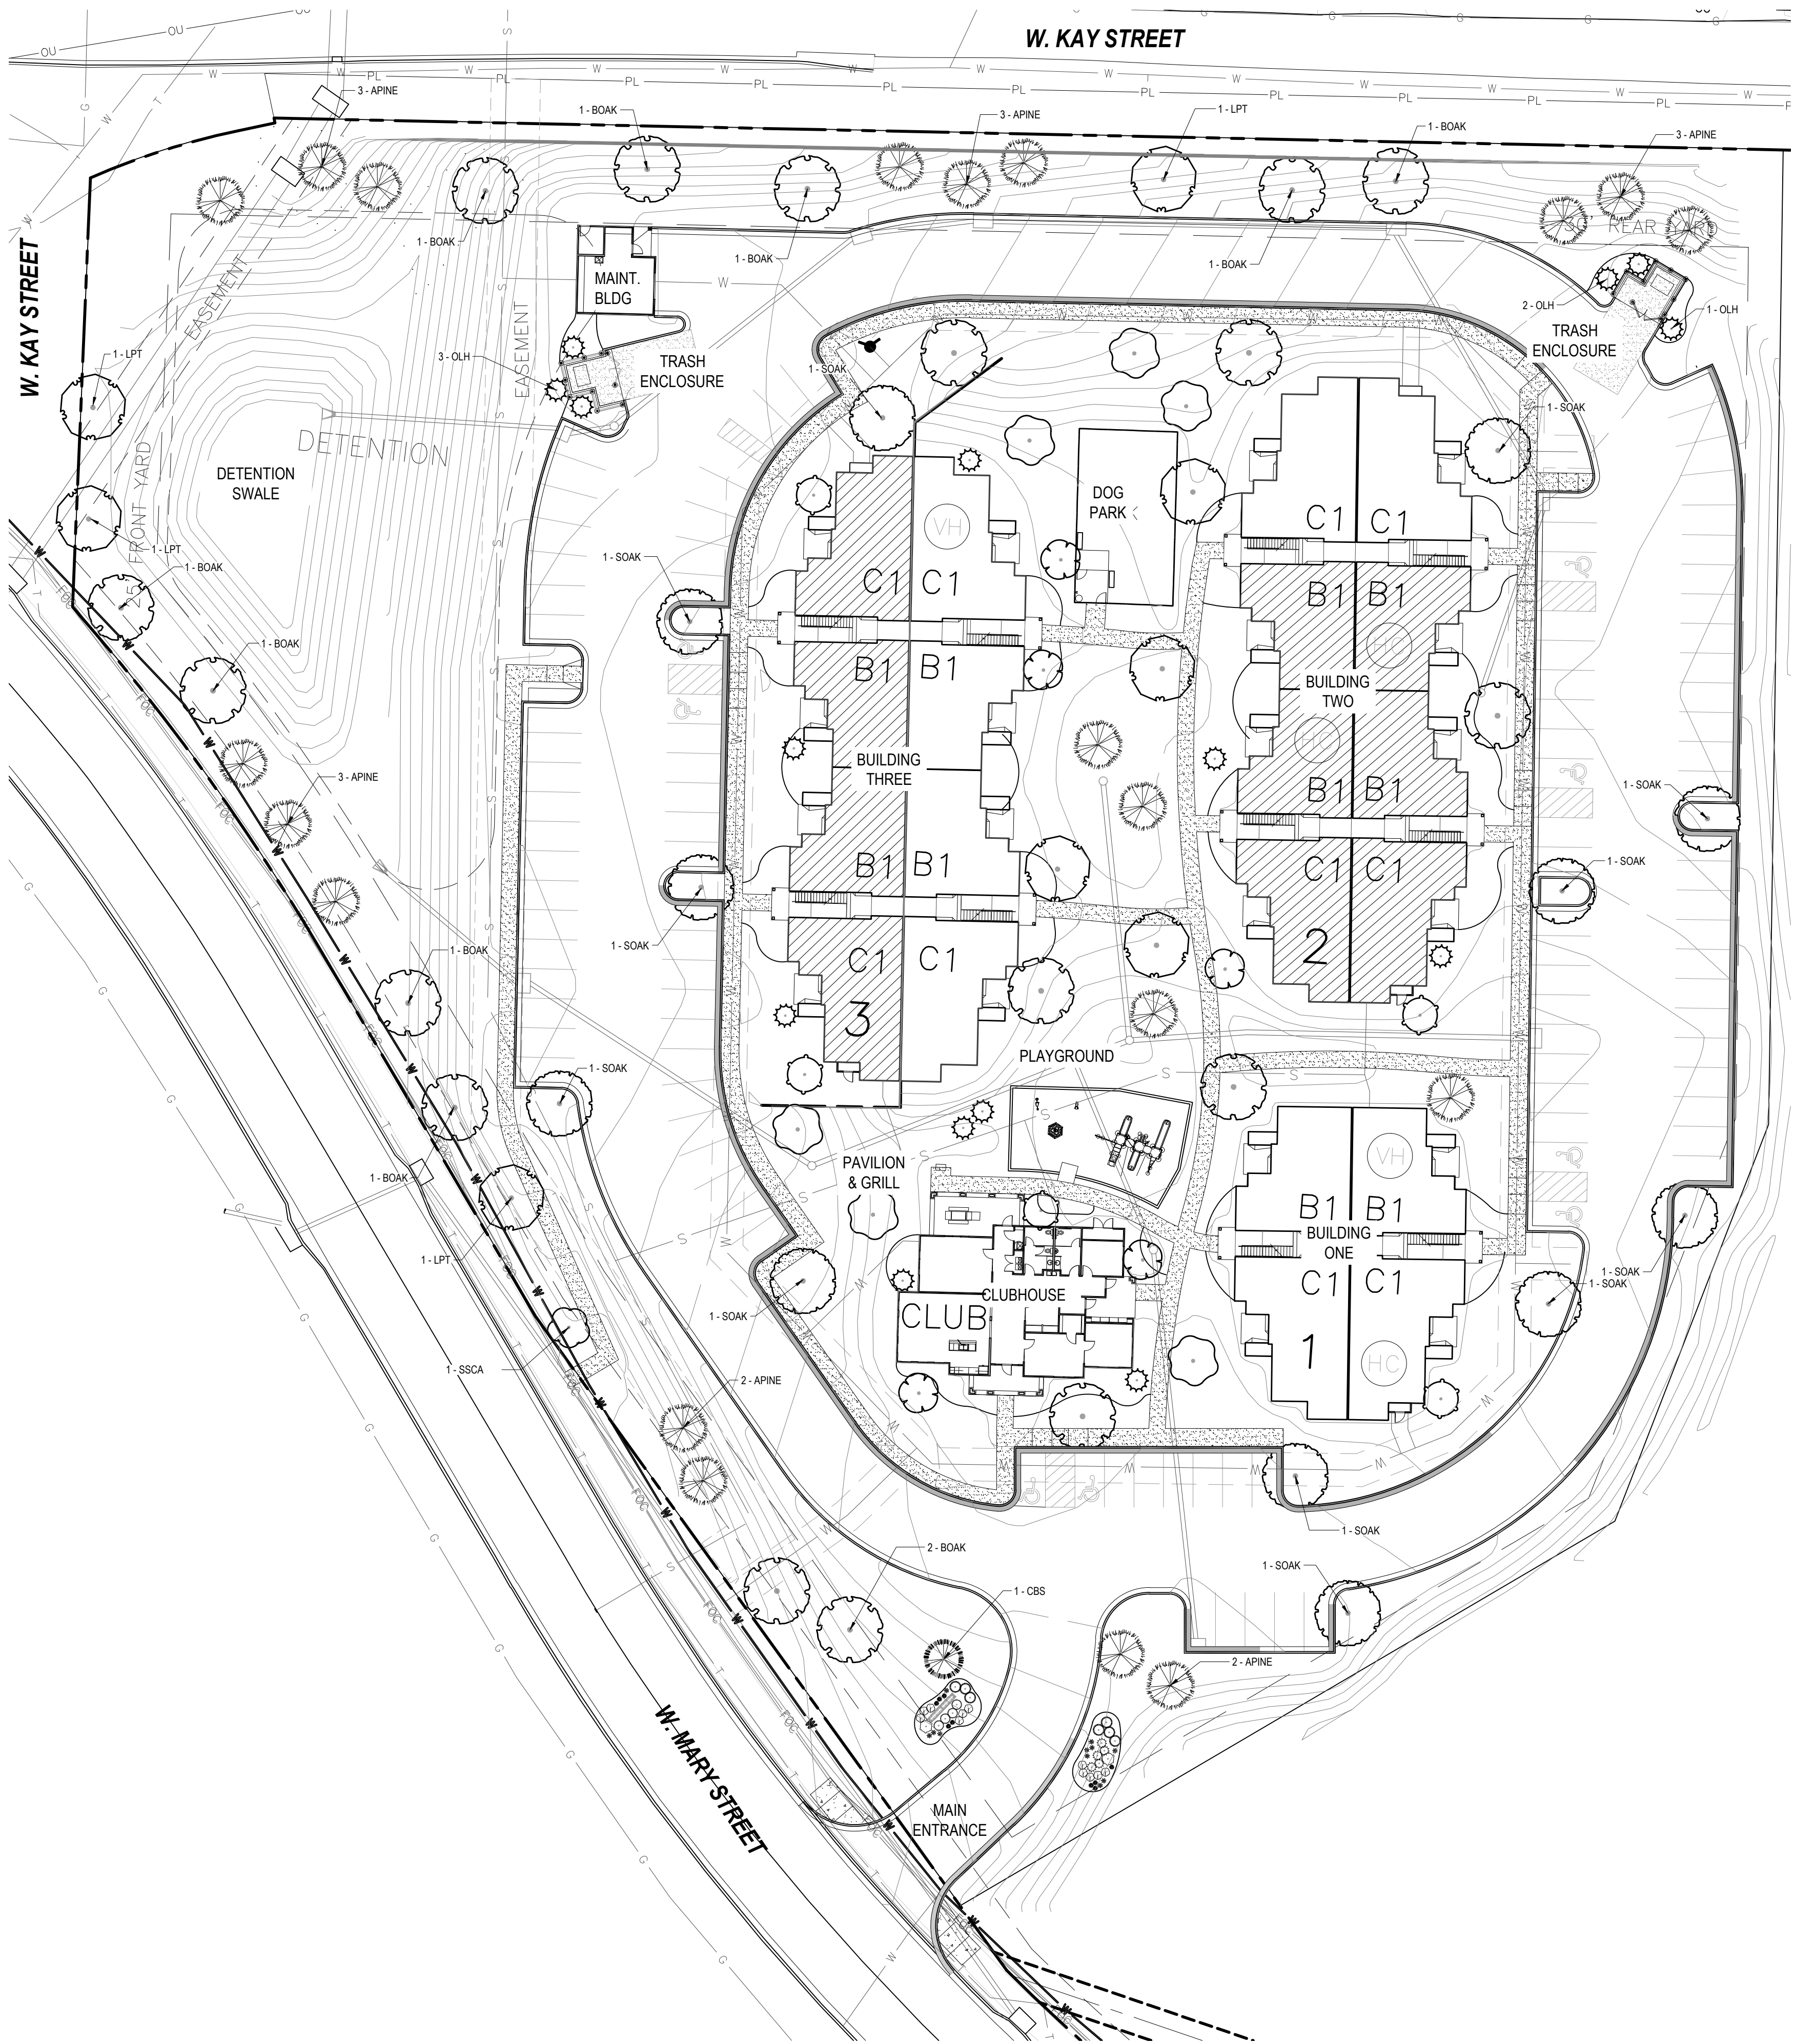 W. KAY STREET
3 - APINE
1 - BOAK
3 - APINE
1 - LPT
1 - BOAK
3 - APINE
1 - BOAK
1 - BOAK
1 - BOAK
W. KAY STREET
EASEMENT
EASEMENT
MAINT.
BLDG
REAR
2 - OLH
1 - OLH
TRASH
ENCLOSURE
3 - OLH
TRASH
ENCLOSURE
1 - SOAK
1 - LPT
1 - SOAK
DETENTION
DETENTION
SWALE
25' FRONT YARD
DOG
PARK
VH
C1
C1
C1
C1
1 - LPT
1 - BOAK
1 - SOAK
1 - BOAK
B1
B1
B1
B1
HC
BUILDING
TWO
HC
BUILDING
THREE
3 - APINE
B1
B1
1 - SOAK
B1
B1
C1
C1
1 - SOAK
1 - SOAK
1 - BOAK
C1
C1
2
3
PLAYGROUND
1 - SOAK
1 - BOAK
PAVILION
& GRILL
VH
B1
B1
BUILDING
ONE
1 - LPT
C1
C1
1 - SOAK
1 - SOAK
CLUBHOUSE
CLUB
1 - SOAK
1
HC
1 - SSCA
2 - APINE
1 - SOAK
2 - BOAK
1 - SOAK
1 - CBS
2 - APINE
W. MARY STREET
MAIN
ENTRANCE